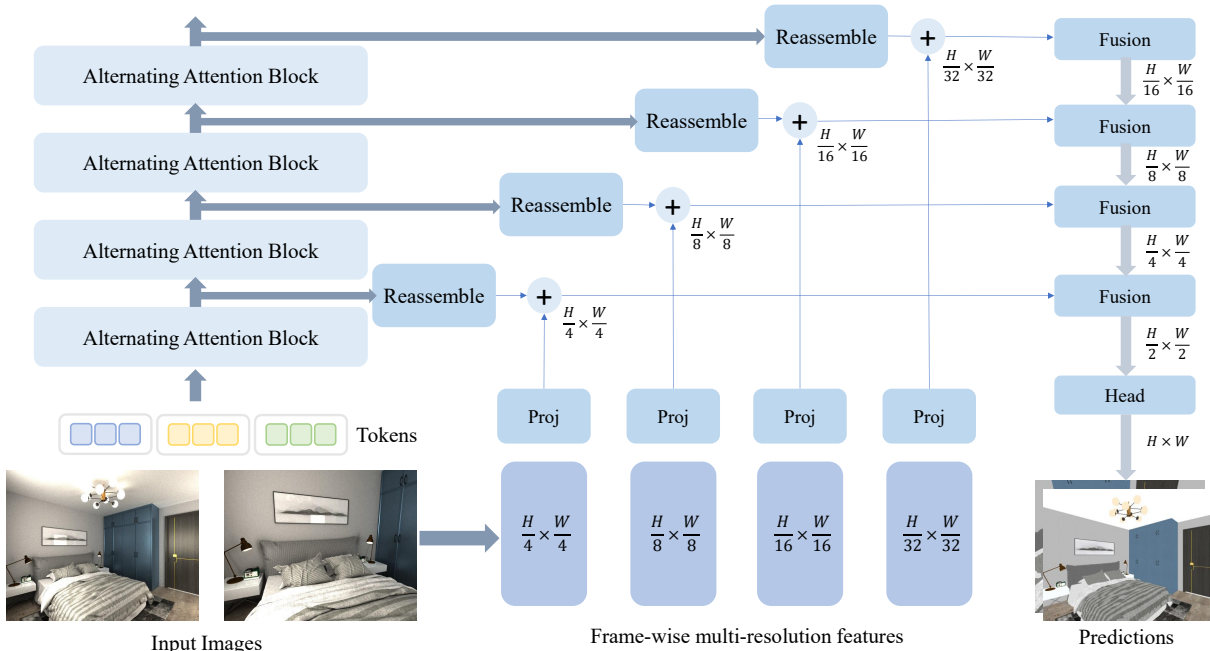 Reassemble
+
H/32 × W/32
Fusion
H/16 × W/16
Alternating Attention Block
Reassemble
+
H/16 × W/16
Fusion
H/8 × W/8
Alternating Attention Block
Reassemble
+
H/8 × W/8
Fusion
H/4 × W/4
Alternating Attention Block
Reassemble
+
H/4 × W/4
Fusion
H/2 × W/2
Alternating Attention Block
Proj
Proj
Proj
Proj
Head
Tokens
H × W
H/4 × W/4
H/8 × W/8
H/16 × W/16
H/32 × W/32
Input Images
Frame-wise multi-resolution features
Predictions